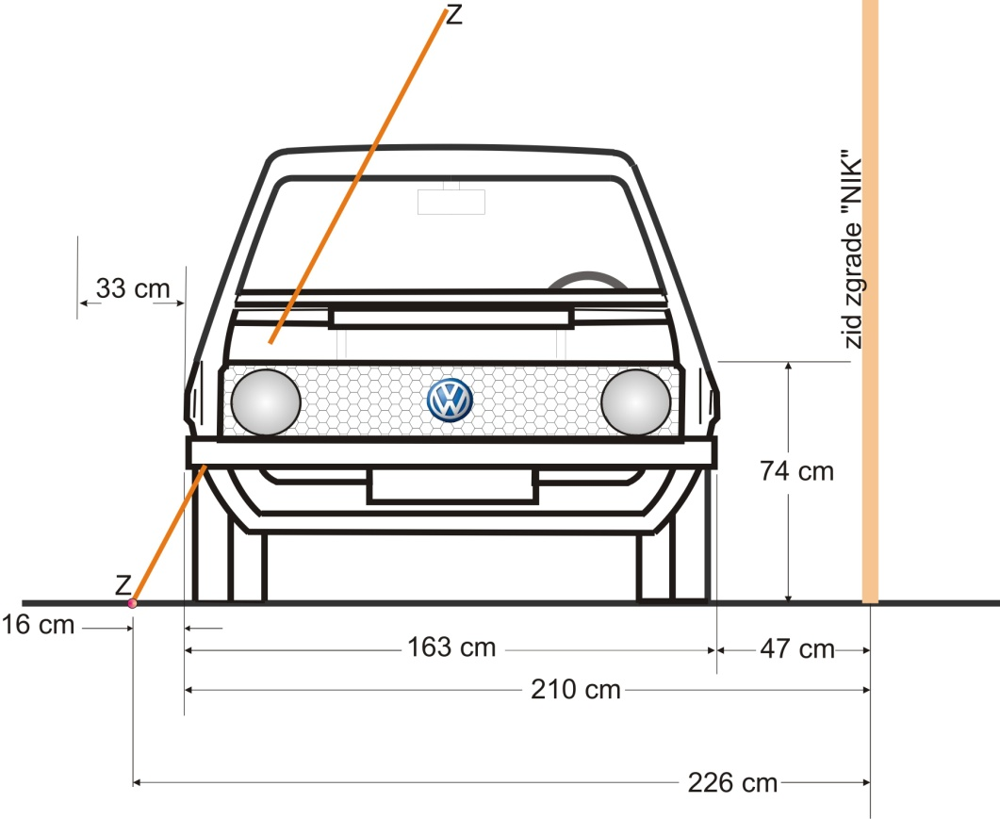 Z
zid zgrade "NIK"
33 cm
74 cm
Z
16 cm
163 cm
47 cm
210 cm
226 cm